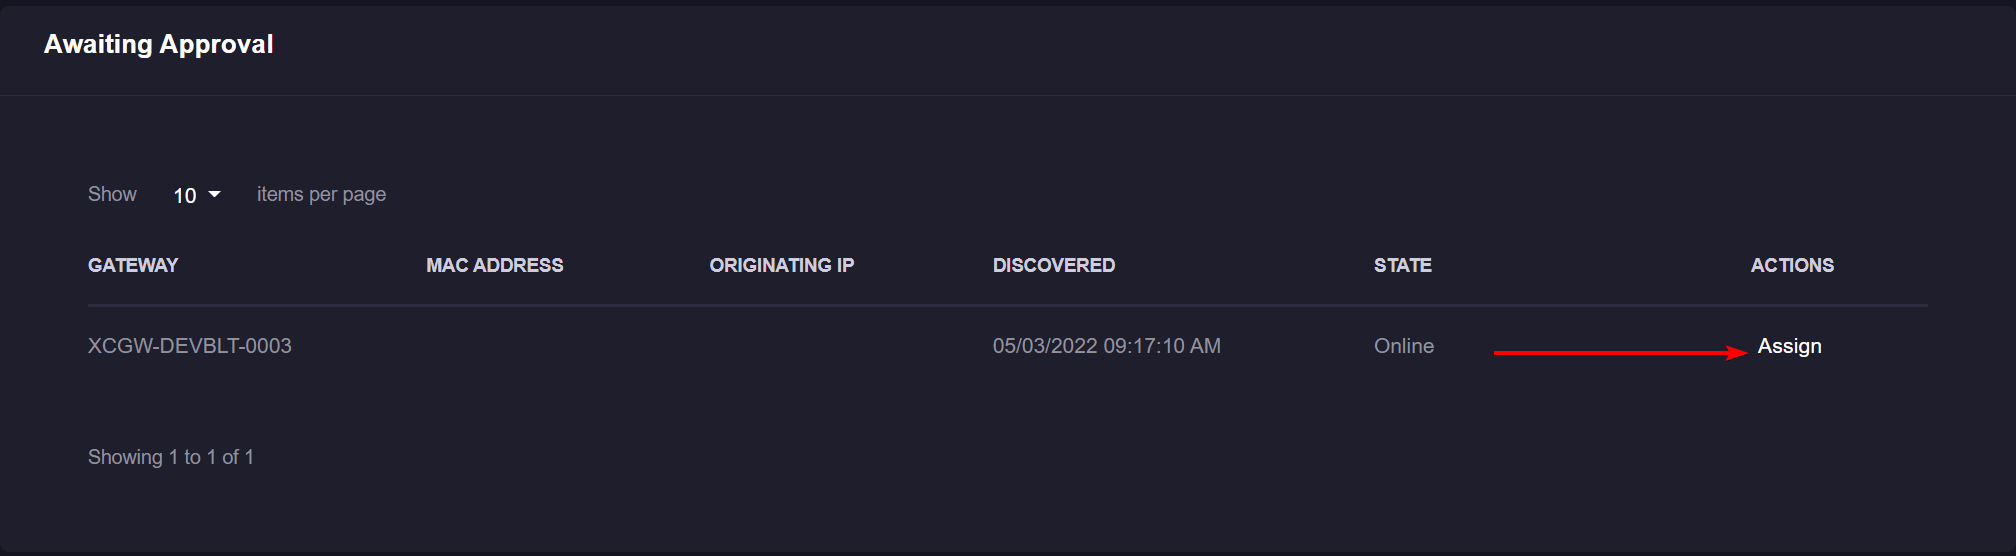 Awaiting Approval
Show 10 items per page
GATEWAY MAC ADDRESS ORIGINATING IP DISCOVERED STATE ACTIONS
XCGW-DEVBLT-0003 05/03/2022 09:17:10 AM Online Assign
Showing 1 to 1 of 1